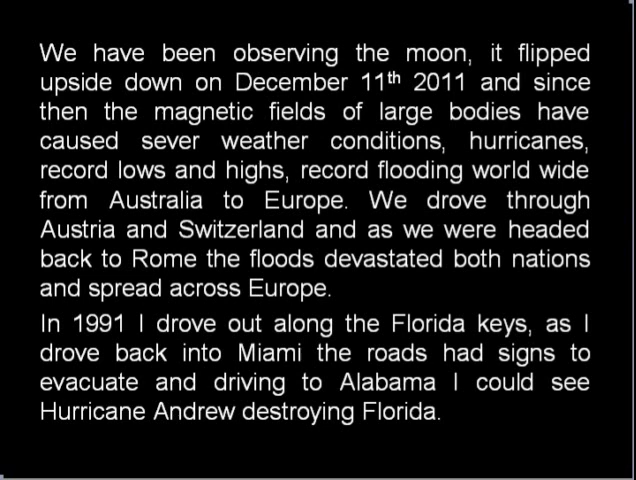 We have been observing the moon, it flipped
upside down on December 11th 2011 and since
then the magnetic fields of large bodies have
caused sever weather conditions, hurricanes,
record lows and highs, record flooding world wide
from Australia to Europe. We drove through
Austria and Switzerland and as we were headed
back to Rome the floods devastated both nations
and spread across Europe.
In 1991 I drove out along the Florida keys, as I
drove back into Miami the roads had signs to
evacuate and driving to Alabama I could see
Hurricane Andrew destroying Florida.